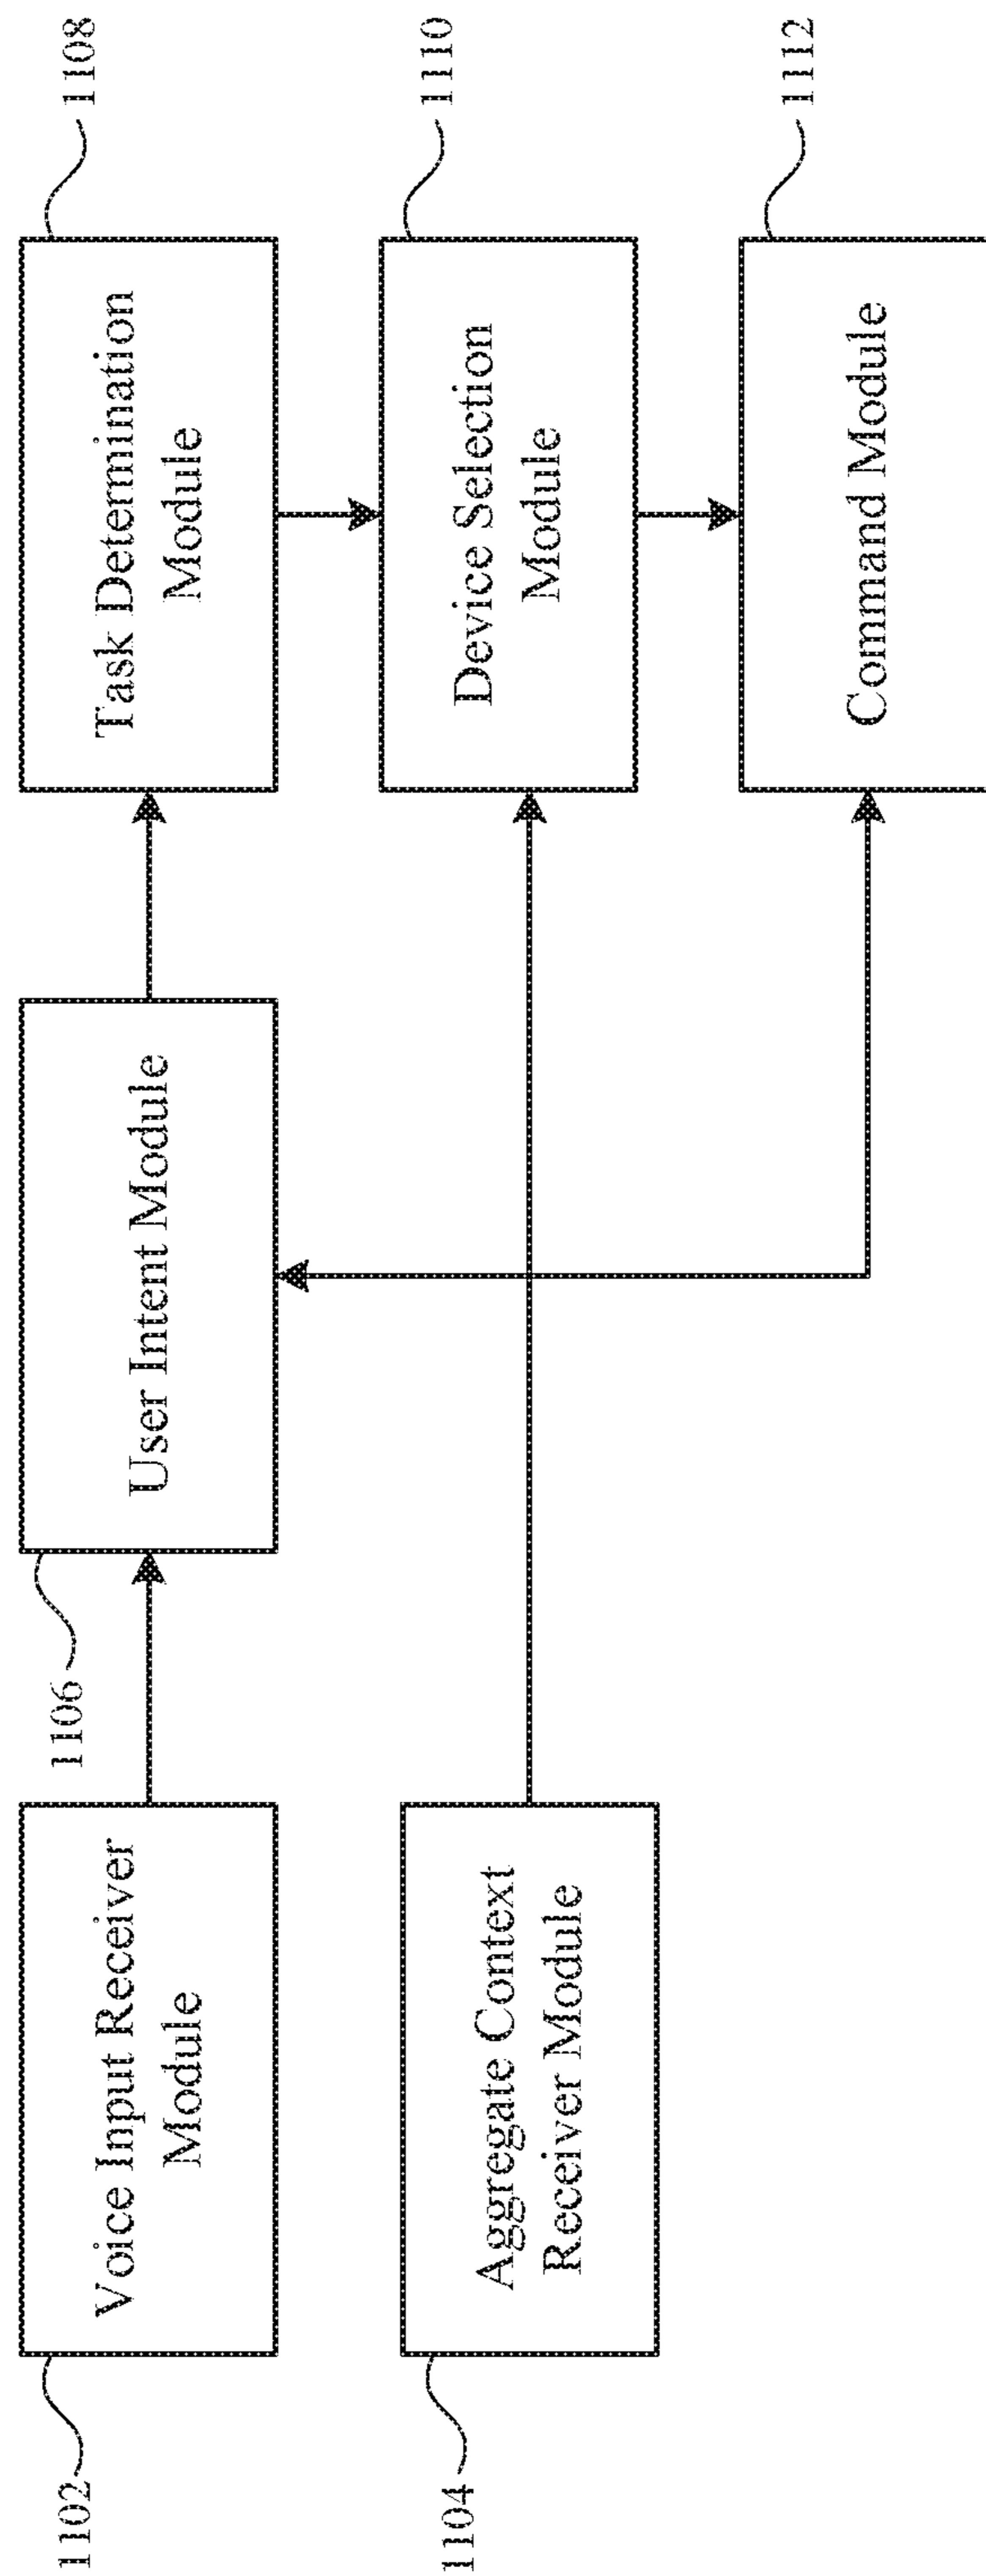 1102
Voice Input Receiver
Module
1106
User Intent Module
Task Determination
Module
1108
1104
Aggregate Context
Receiver Module
Device Selection
Module
1110
Command Module
1112